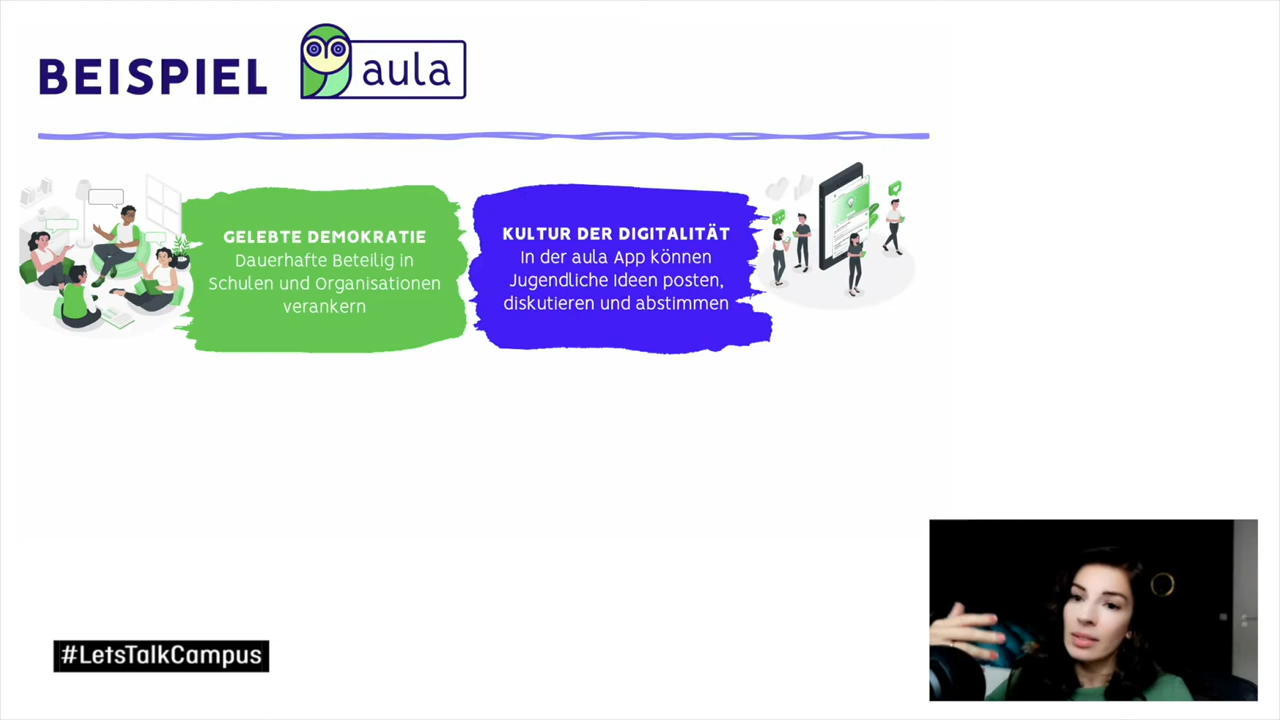 BEISPIEL
aula
GELEBTE DEMOKRATIE
Dauerhafte Beteilig in
Schulen und Organisationen
verankern
KULTUR DER DIGITALITÄT
In der aula App können
Jugendliche Ideen posten,
diskutieren und abstimmen
#LetsTalkCampus